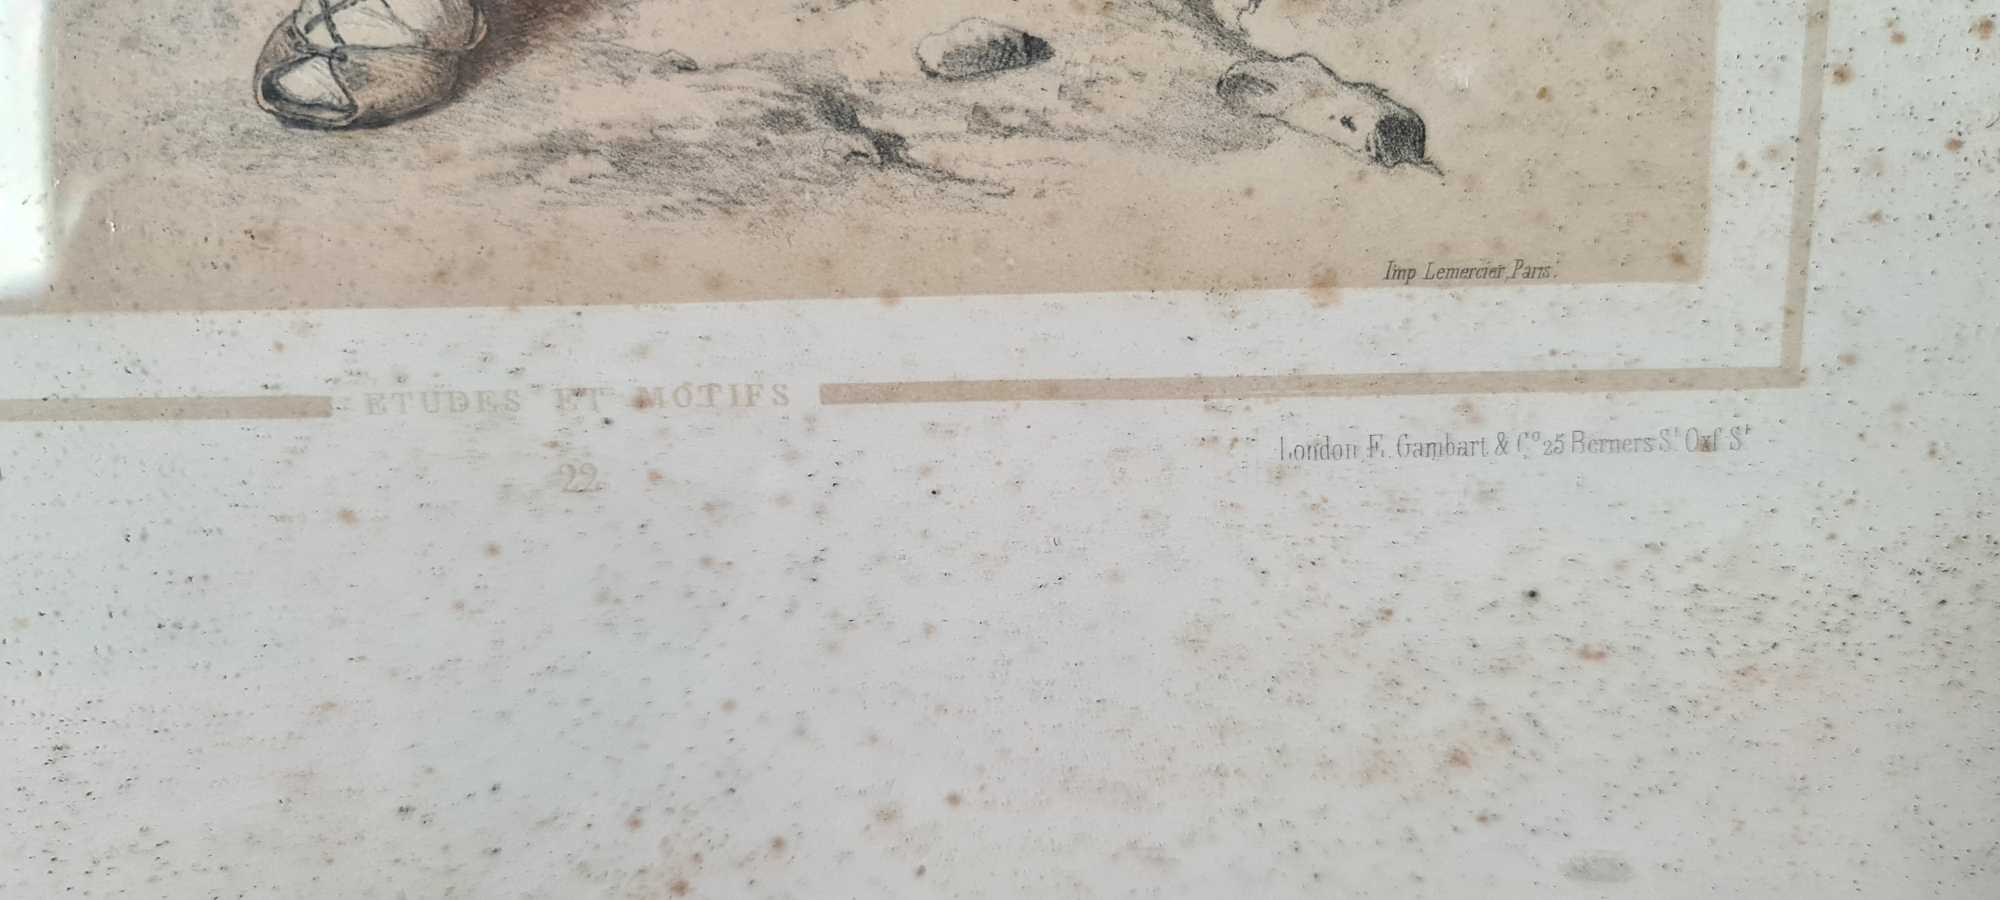 Imp Lemercier, Paris.
ETUDES ET MOTIFS
22
London E. Gambart & Cº 25 Berners Sᵗ Oxf Sᵗ